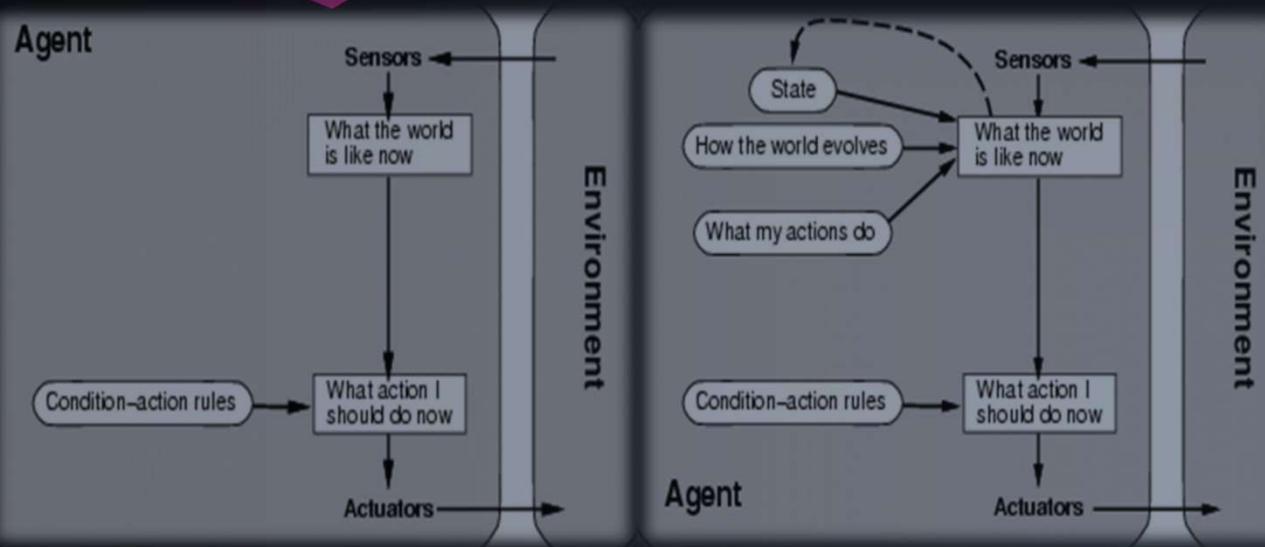 Agent
Sensors
What the world
is like now
Environment
Condition–action rules
What action I
should do now
Actuators
Sensors
State
How the world evolves
What the world
is like now
What my actions do
Environment
Condition–action rules
What action I
should do now
Agent
Actuators